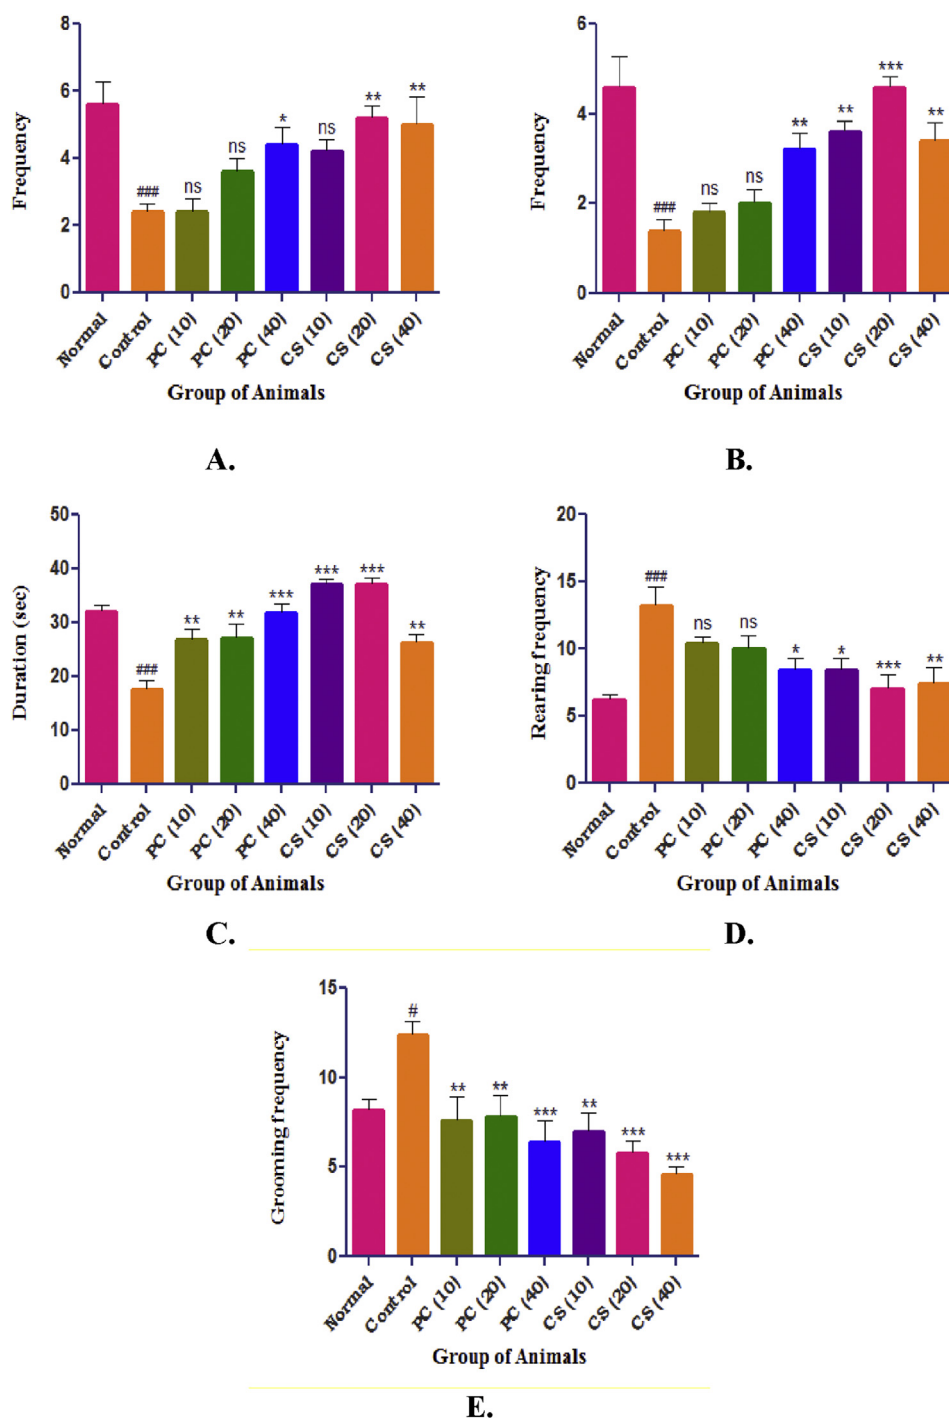 8
6
4
2
0
Frequency
###
ns
ns
*
ns
**
**
Normal
Control
PC (10)
PC (20)
PC (40)
CS (10)
CS (20)
CS (40)
Group of Animals
A.
6
4
2
0
Frequency
###
ns
ns
**
**
***
**
Normal
Control
PC (10)
PC (20)
PC (40)
CS (10)
CS (20)
CS (40)
Group of Animals
B.
50
40
30
20
10
0
Duration (sec)
###
**
**
***
***
***
**
Normal
Control
PC (10)
PC (20)
PC (40)
CS (10)
CS (20)
CS (40)
Group of Animals
C.
20
15
10
5
0
Rearing frequency
###
ns
ns
*
*
***
**
Normal
Control
PC (10)
PC (20)
PC (40)
CS (10)
CS (20)
CS (40)
Group of Animals
D.
15
10
5
0
Grooming frequency
#
**
**
***
**
***
***
Normal
Control
PC (10)
PC (20)
PC (40)
CS (10)
CS (20)
CS (40)
Group of Animals
E.